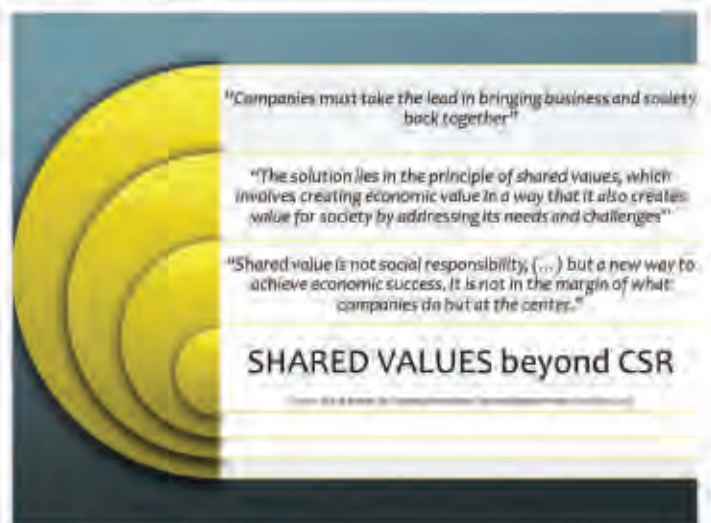 "Companies must take the lead in bringing business and society
back together"
"The solution lies in the principle of shared values, which
involves creating economic value in a way that it also creates
value for society by addressing its needs and challenges"
"Shared value is not social responsibility, (...) but a new way to
achieve economic success. It is not in the margin of what
companies do but at the center."
SHARED VALUES beyond CSR